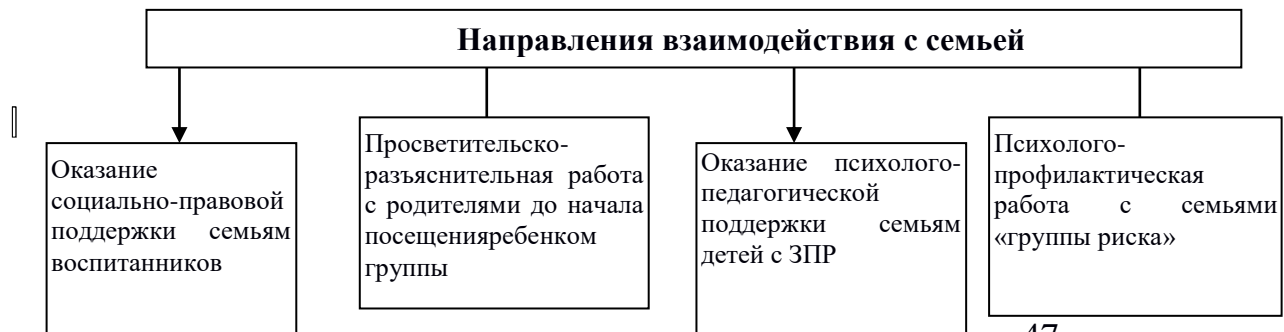 Направления взаимодействия с семьей
Оказание
социально-правовой
поддержки семьям
воспитанников
Просветительско-
разъяснительная работа
с родителями до начала
посещенияребенком
группы
Оказание психолого-
педагогической
поддержки семьям
детей с ЗПР
Психолого-
профилактическая
работа с семьями
«группы риска»
47